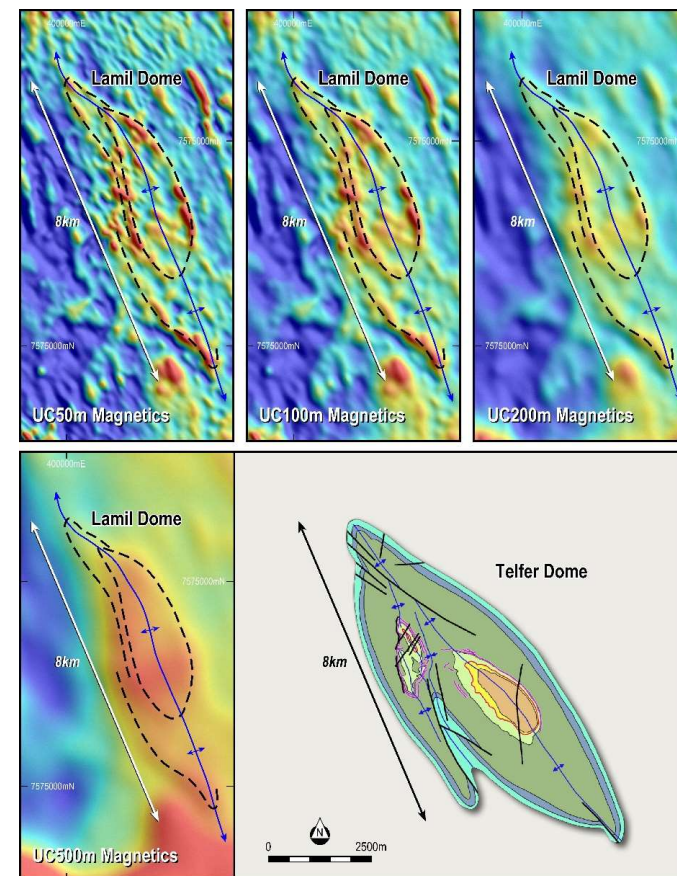 400000mE
Lamil Dome
7575000mN
8km
7575000mN
UC50m Magnetics
400000mE
Lamil Dome
7575000mN
8km
7575000mN
UC100m Magnetics
400000mE
Lamil Dome
8km
7575000mN
UC200m Magnetics
400000mE
Lamil Dome
7575000mN
8km
7575000mN
UC500m Magnetics
Telfer Dome
8km
N
0 2500m